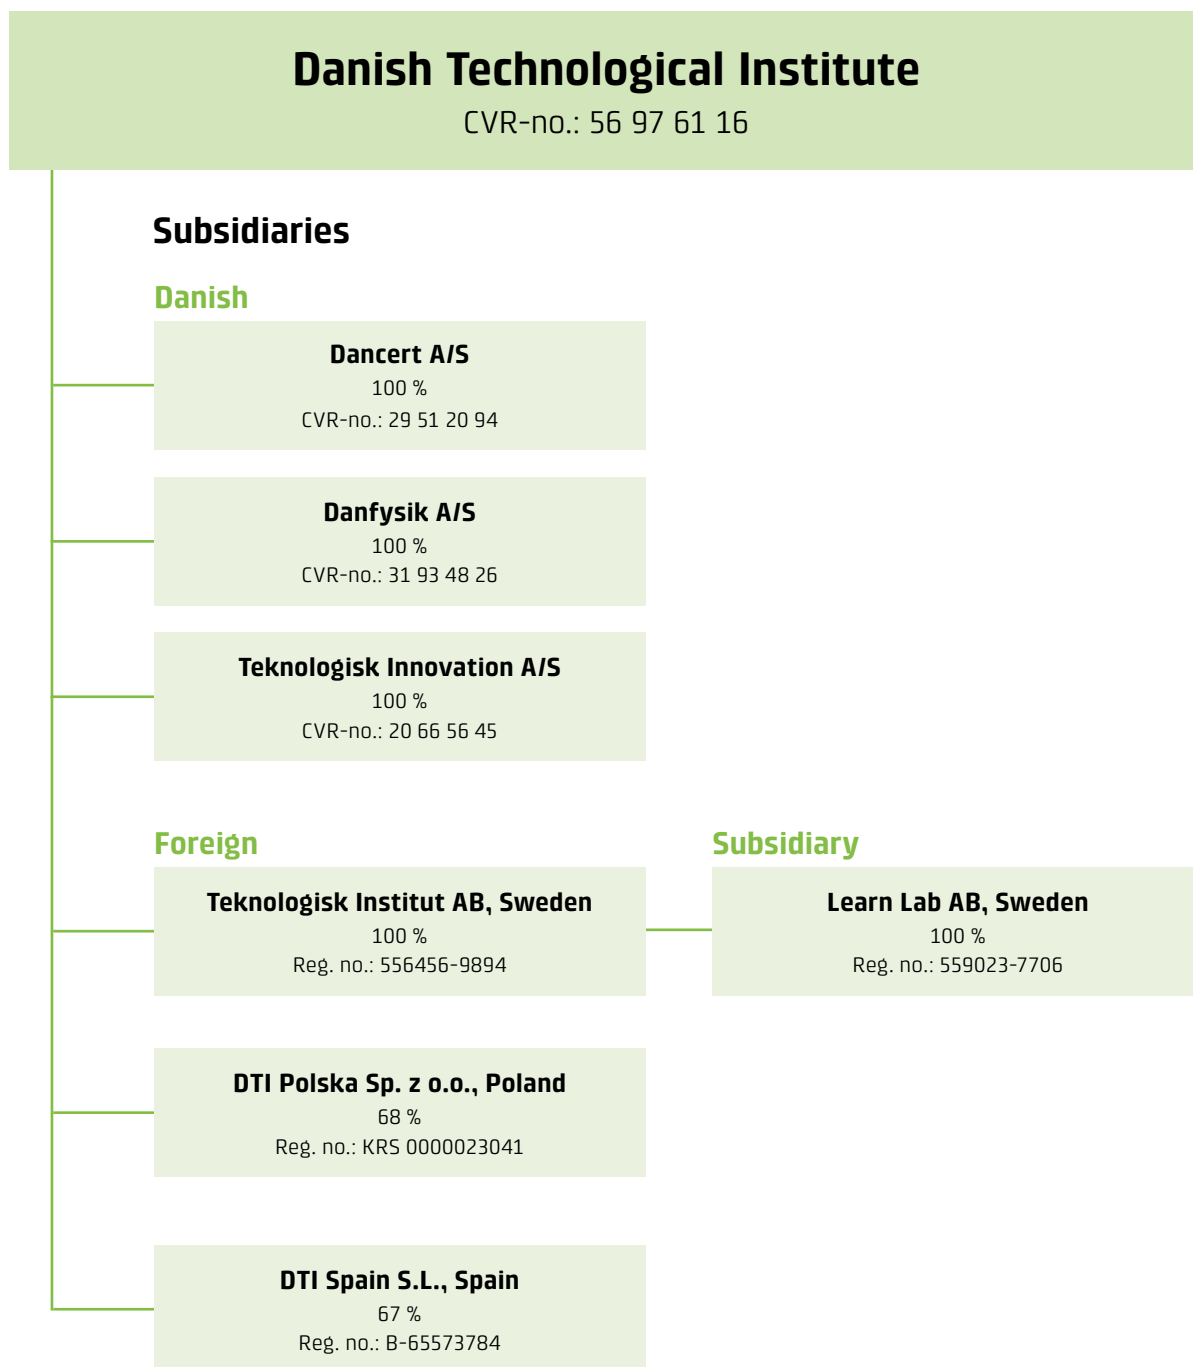 Danish Technological Institute
CVR-no.: 56 97 61 16
Subsidiaries
Danish
Dancert A/S
100 %
CVR-no.: 29 51 20 94
Danfysik A/S
100 %
CVR-no.: 31 93 48 26
Teknologisk Innovation A/S
100 %
CVR-no.: 20 66 56 45
Foreign
Teknologisk Institut AB, Sweden
100 %
Reg. no.: 556456-9894
Subsidiary
Learn Lab AB, Sweden
100 %
Reg. no.: 559023-7706
DTI Polska Sp. z o.o., Poland
68 %
Reg. no.: KRS 0000023041
DTI Spain S.L., Spain
67 %
Reg. no.: B-65573784